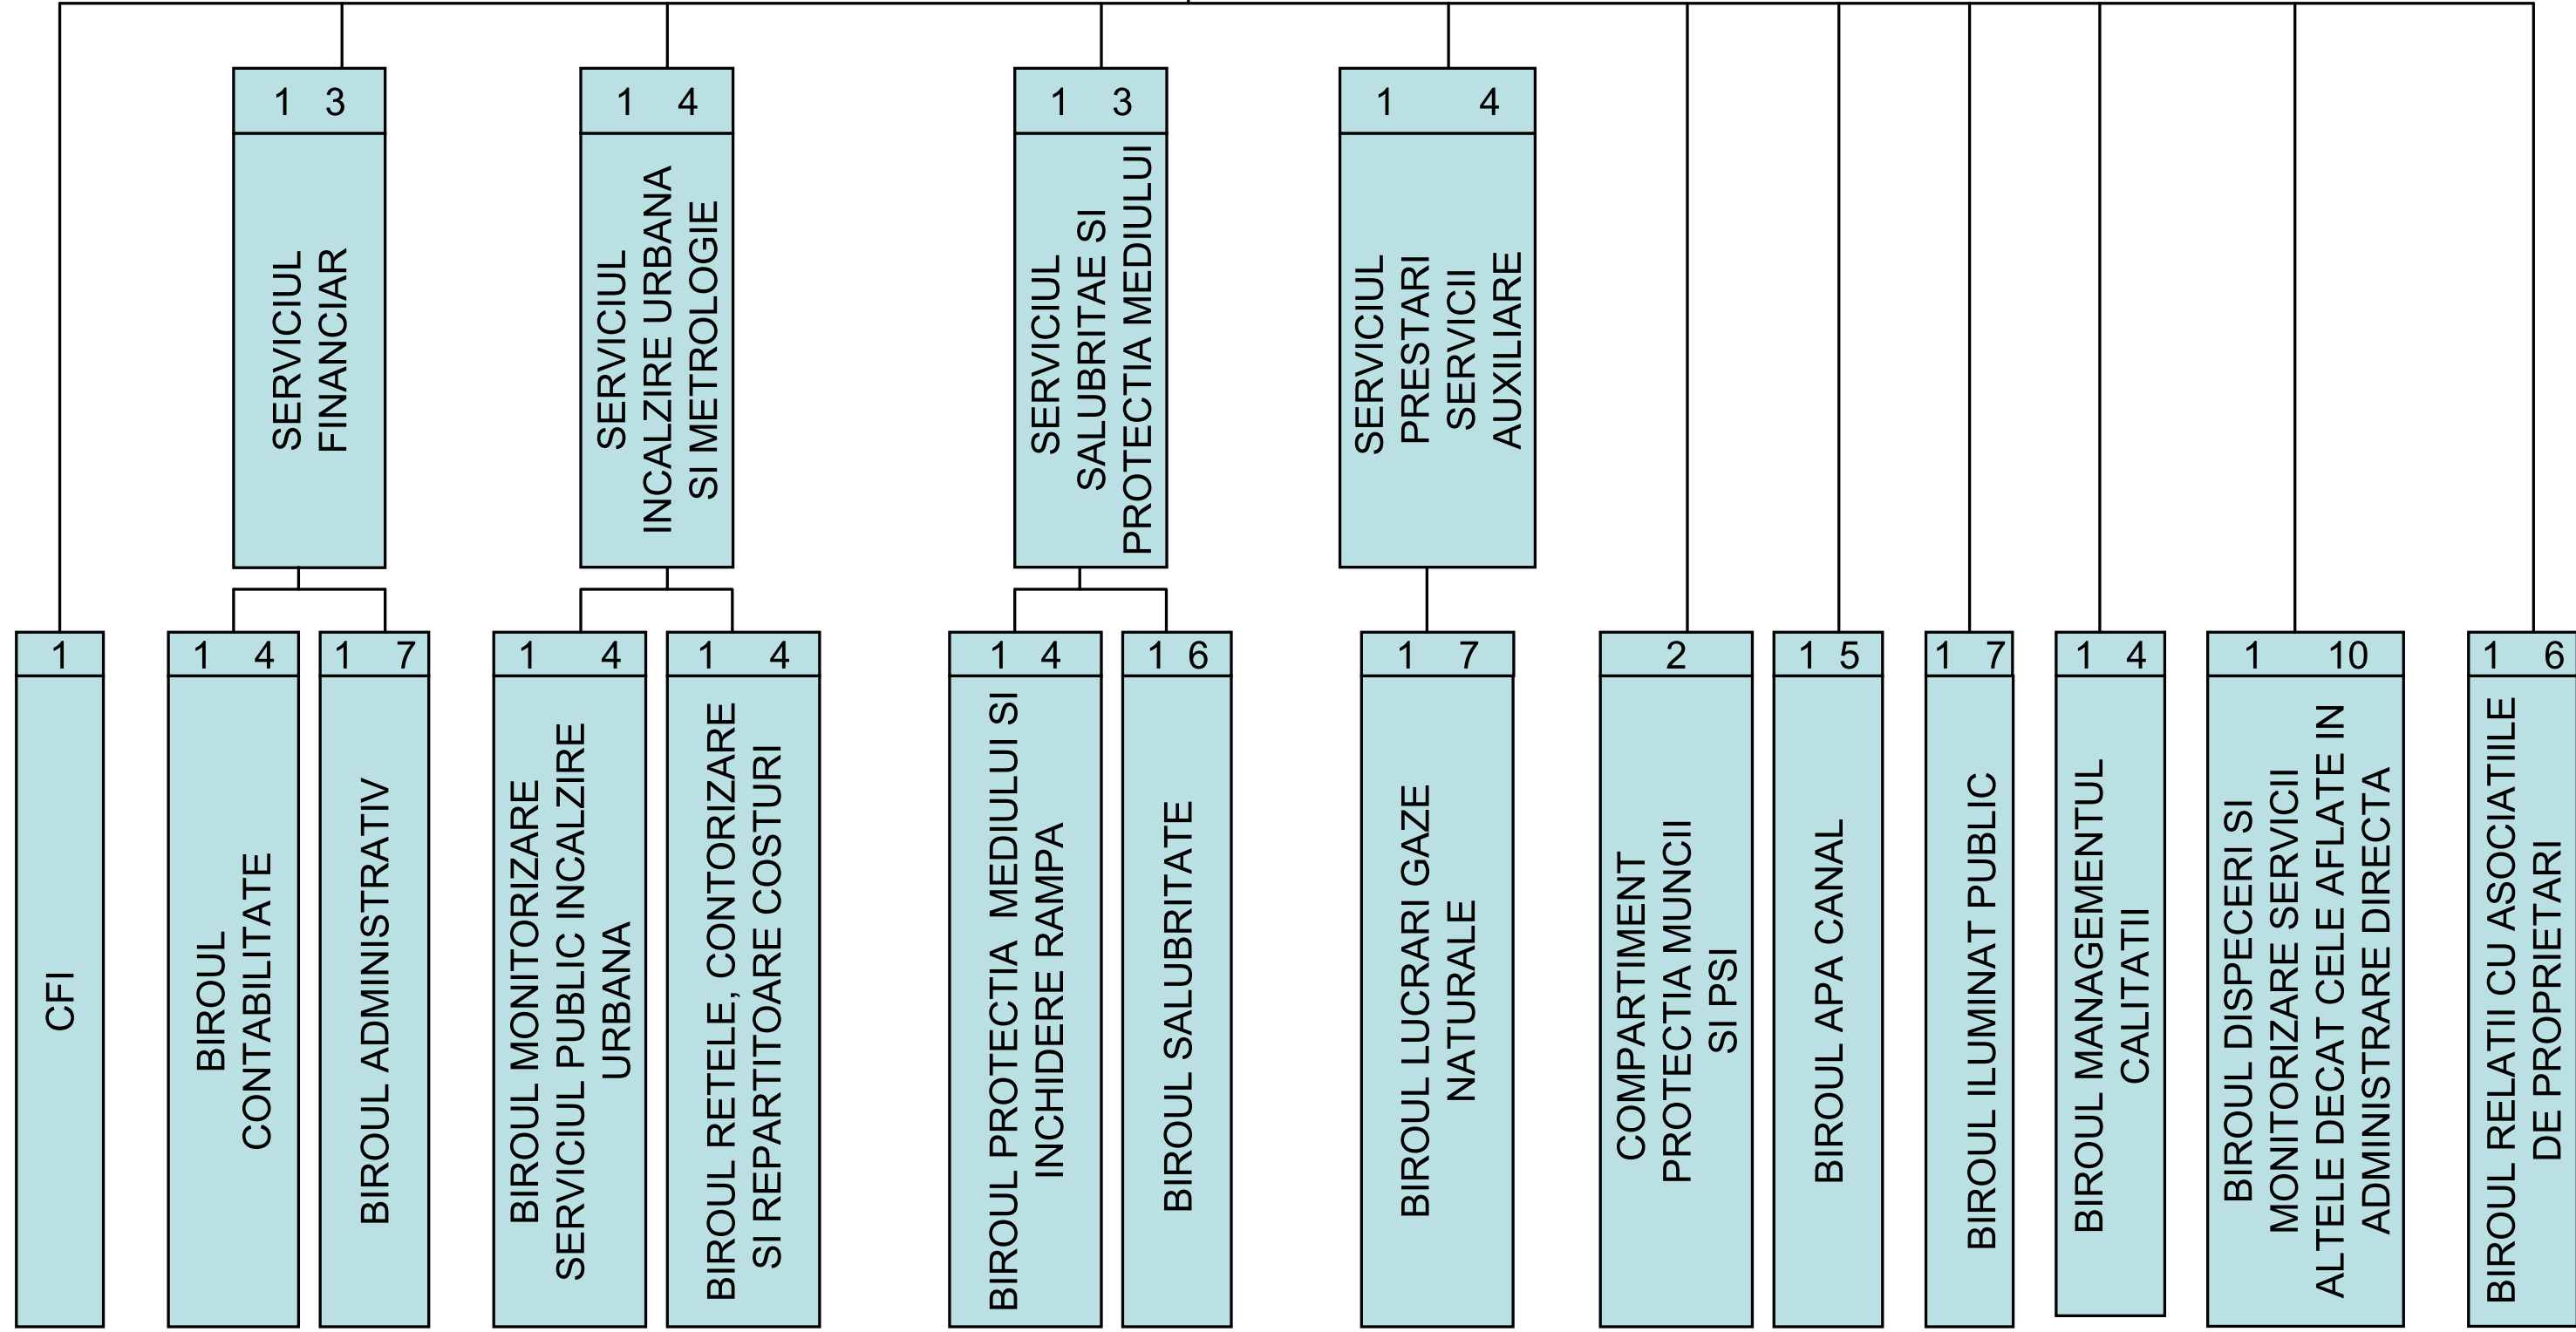 1 3
SERVICIUL
FINANCIAR
1 4
SERVICIUL
INCALZIRE URBANA
SI METROLOGIE
1 3
SERVICIUL
SALUBRITAE SI
PROTECTIA MEDIULUI
1 4
SERVICIUL
PRESTARI
SERVICII
AUXILIARE
1
CFI
1 4
BIROUL
CONTABILITATE
1 7
BIROUL ADMINISTRATIV
1 4
BIROUL MONITORIZARE
SERVICIUL PUBLIC INCALZIRE
URBANA
1 4
BIROUL RETELE, CONTORIZARE
SI REPARTITOARE COSTURI
1 4
BIROUL PROTECTIA MEDIULUI SI
INCHIDERE RAMPA
1 6
BIROUL SALUBRITATE
1 7
BIROUL LUCRARI GAZE
NATURALE
2
COMPARTIMENT
PROTECTIA MUNCII
SI PSI
1 5
BIROUL APA CANAL
1 7
BIROUL ILUMINAT PUBLIC
1 4
BIROUL MANAGEMENTUL
CALITATII
1 10
BIROUL DISPECERI SI
MONITORIZARE SERVICII
ALTELE DECAT CELE AFLATE IN
ADMINISTRARE DIRECTA
1 6
BIROUL RELATII CU ASOCIATIILE
DE PROPRIETARI